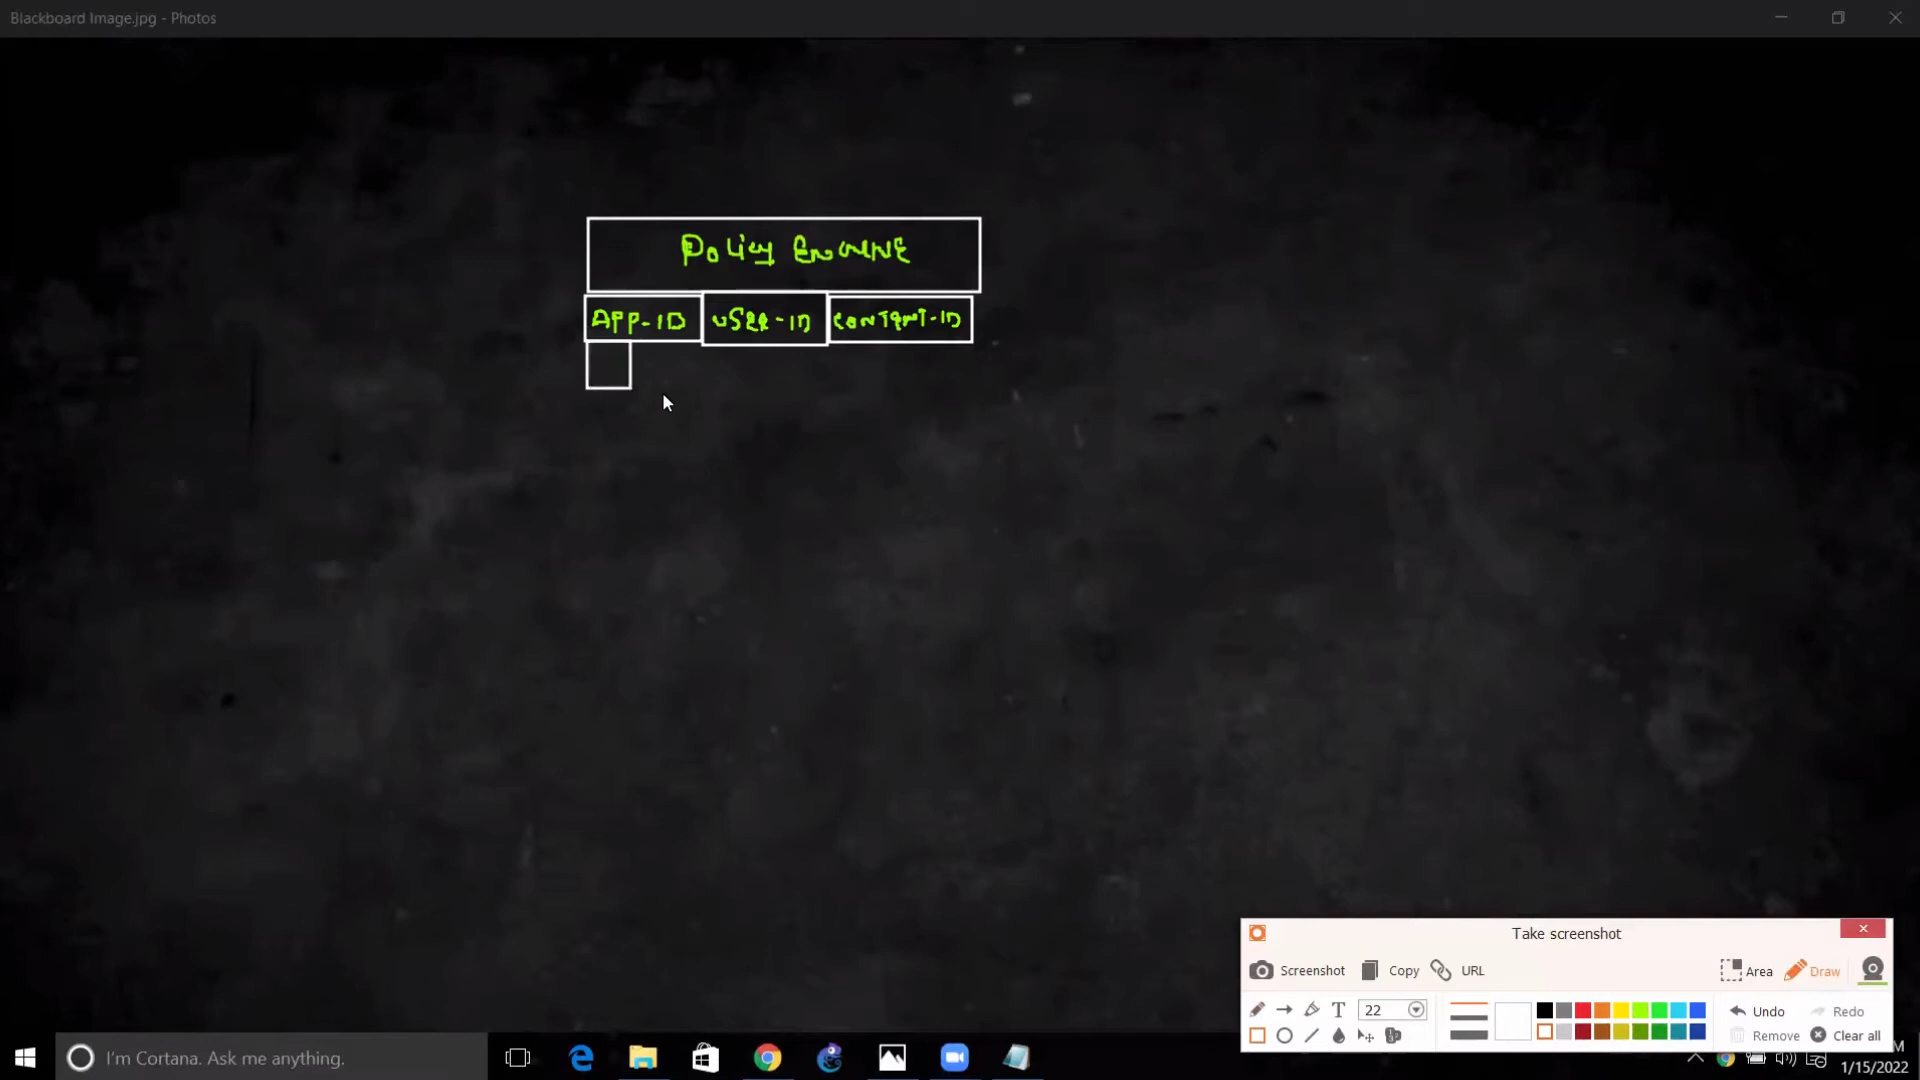 Blackboard Image.jpg - Photos
Policy ENGINE
APP-ID USER-ID CONTENT-ID
Take screenshot
Screenshot Copy URL Area Draw
T 22 Undo Redo
Remove Clear all
I'm Cortana. Ask me anything.
M
1/15/2022